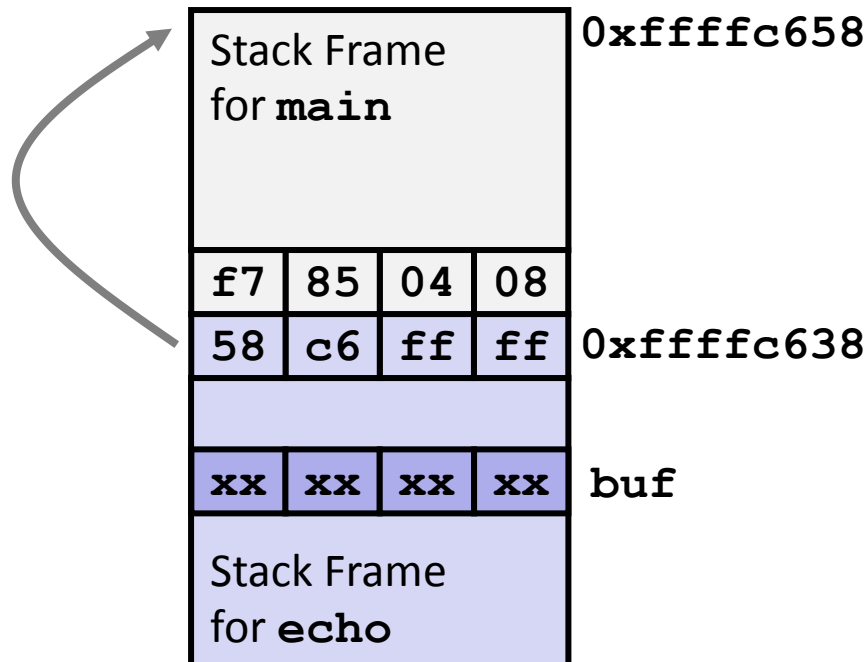 Stack Frame 0xffffc658
for main
f7 85 04 08
58 c6 ff ff 0xffffc638
xx xx xx xx buf
Stack Frame
for echo